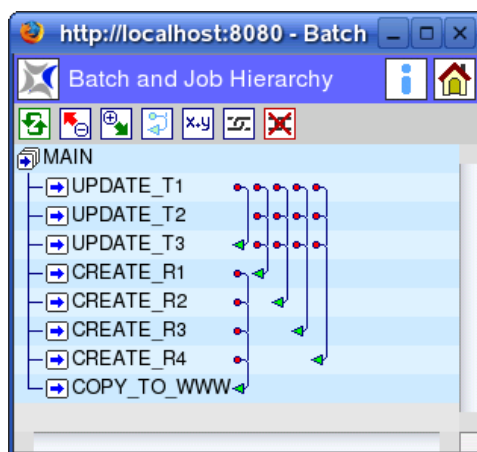 http://localhost:8080 - Batch
Batch and Job Hierarchy
x+y
MAIN
UPDATE_T1
UPDATE_T2
UPDATE_T3
CREATE_R1
CREATE_R2
CREATE_R3
CREATE_R4
COPY_TO_WWW